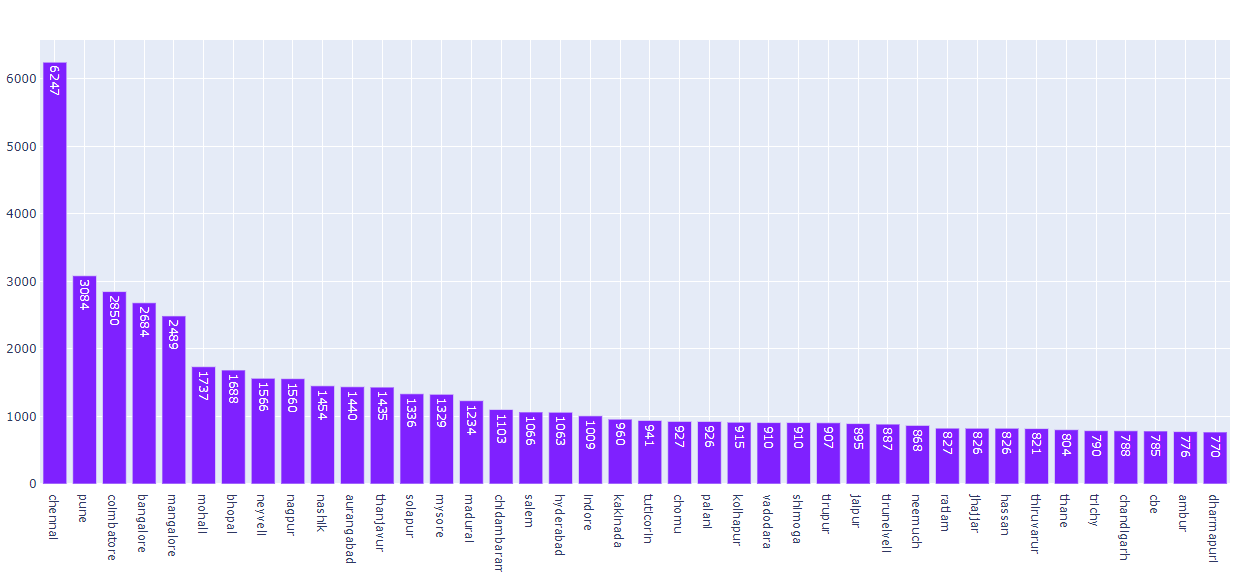 6000
5000
4000
3000
2000
1000
0
6247
3084
2850
2684
2489
1737
1688
1566
1560
1454
1440
1435
1336
1329
1234
1103
1066
1063
1009
960
941
927
926
915
910
910
907
895
887
868
827
826
826
821
804
790
788
785
776
770
chennai
pune
coimbatore
bangalore
mangalore
mohali
bhopal
neyveli
nagpur
nashik
aurangabad
thanjavur
solapur
mysore
madurai
chidambaram
salem
hyderabad
indore
kakinada
tuticorin
chomu
palani
kolhapur
vadodara
shimoga
tirupur
jaipur
tirunelveli
neemuch
ratlam
jhajjar
hassan
thiruvarur
thane
trichy
chandigarh
cbe
ambur
dharmapuri